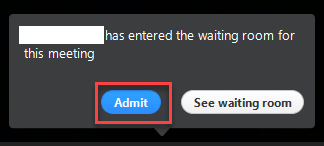 has entered the waiting room for
this meeting
Admit
See waiting room